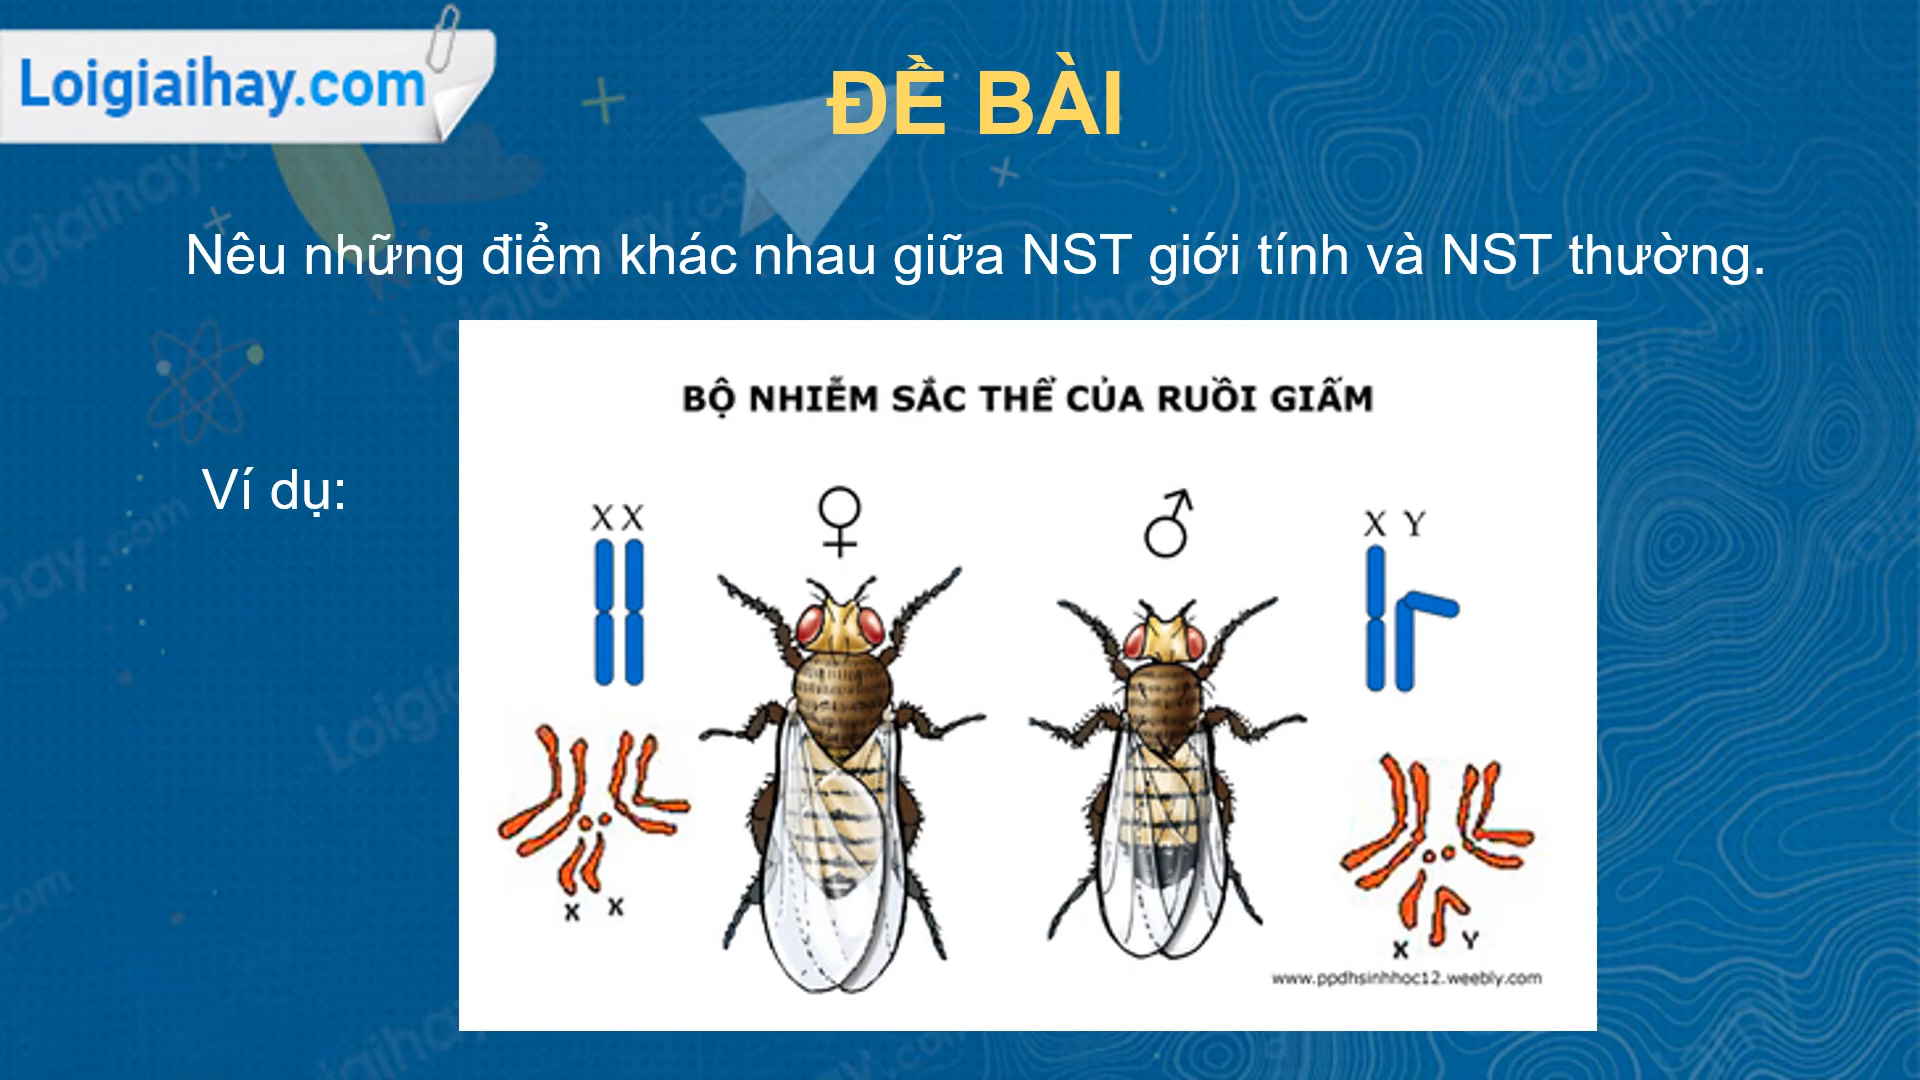 Loigiaihay.com
ĐỀ BÀI
Nêu những điểm khác nhau giữa NST giới tính và NST thường.
BỘ NHIỄM SẮC THỂ CỦA RUỒI GIẤM
Ví dụ:
X X
♀
♂
X Y
X X
X Y
www.ppdhsinhhoc12.weebly.com